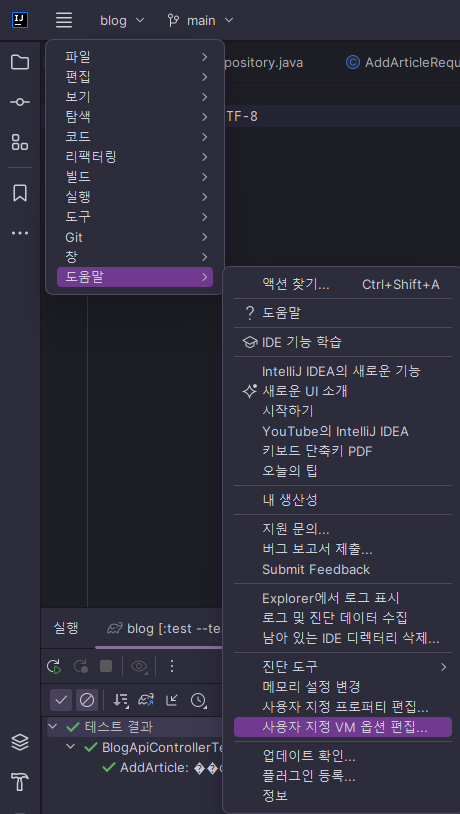 IJ
blog
main
pository.java
AddArticleRequ
TF-8
파일
편집
보기
탐색
코드
리팩터링
빌드
실행
도구
Git
창
도움말
액션 찾기... Ctrl+Shift+A
도움말
IDE 기능 학습
IntelliJ IDEA의 새로운 기능
새로운 UI 소개
시작하기
YouTube의 IntelliJ IDEA
키보드 단축키 PDF
오늘의 팁
내 생산성
지원 문의...
버그 보고서 제출...
Submit Feedback
Explorer에서 로그 표시
로그 및 진단 데이터 수집
남아 있는 IDE 디렉터리 삭제...
진단 도구
메모리 설정 변경
사용자 지정 프로퍼티 편집...
사용자 지정 VM 옵션 편집...
업데이트 확인...
플러그인 등록...
정보
실행
blog [:test --te
테스트 결과
BlogApiControllerTe
AddArticle: ��